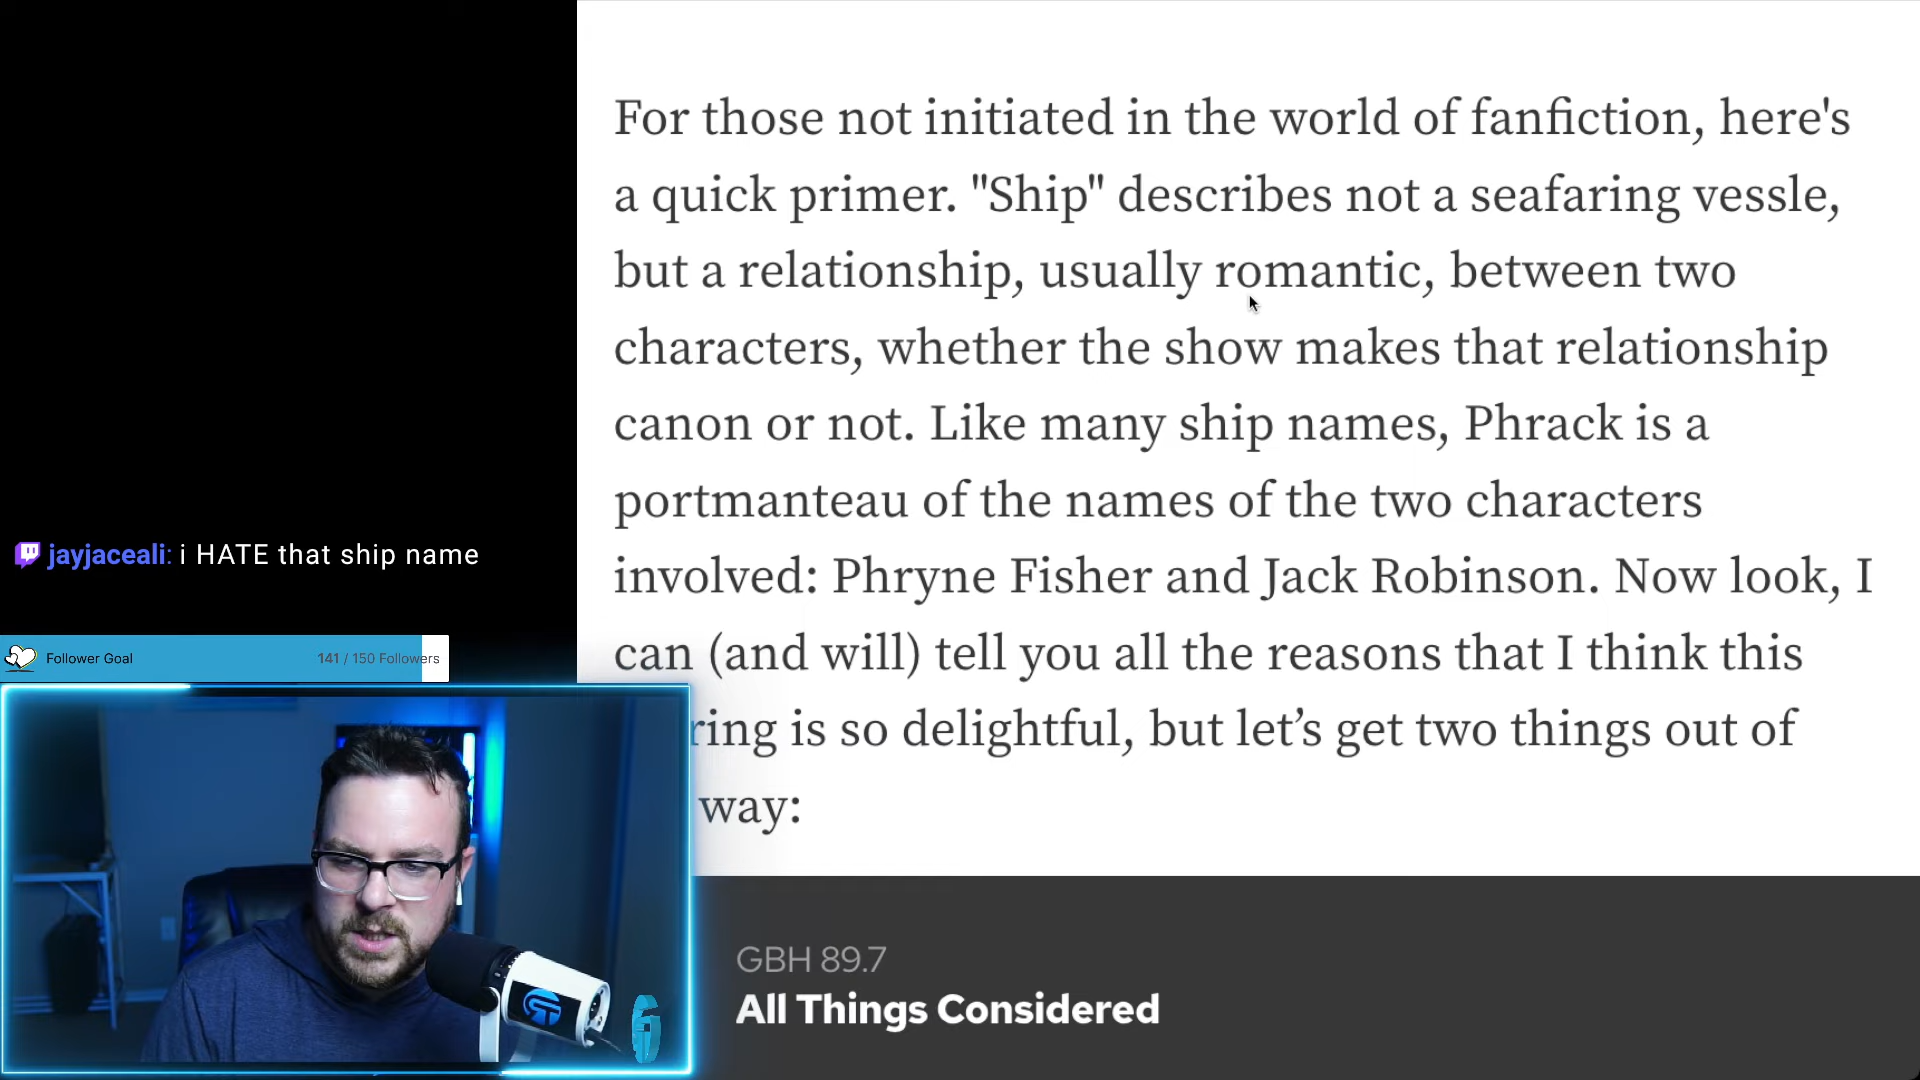 For those not initiated in the world of fanfiction, here's
a quick primer. "Ship" describes not a seafaring vessle,
but a relationship, usually romantic, between two
characters, whether the show makes that relationship
canon or not. Like many ship names, Phrack is a
portmanteau of the names of the two characters
involved: Phryne Fisher and Jack Robinson. Now look, I
can (and will) tell you all the reasons that I think this
ring is so delightful, but let’s get two things out of
way:
jayjaceali: i HATE that ship name
Follower Goal 141 / 150 Followers
GBH 89.7
All Things Considered